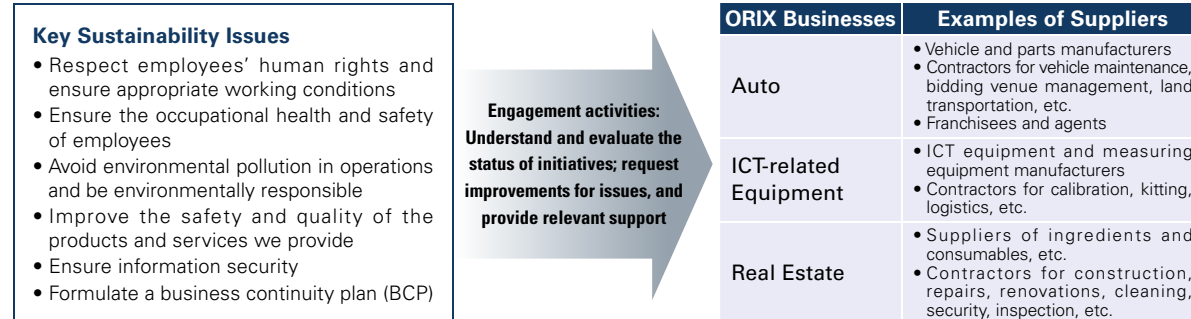 Key Sustainability Issues
• Respect employees’ human rights and
ensure appropriate working conditions
• Ensure the occupational health and safety
of employees
• Avoid environmental pollution in operations
and be environmentally responsible
• Improve the safety and quality of the
products and services we provide
• Ensure information security
• Formulate a business continuity plan (BCP)
Engagement activities:
Understand and evaluate the
status of initiatives; request
improvements for issues, and
provide relevant support
ORIX Businesses
Examples of Suppliers
Auto
• Vehicle and parts manufacturers
• Contractors for vehicle maintenance,
bidding venue management, land
transportation, etc.
• Franchisees and agents
ICT-related
Equipment
• ICT equipment and measuring
equipment manufacturers
• Contractors for calibration, kitting,
logistics, etc.
Real Estate
• Suppliers of ingredients and
consumables, etc.
• Contractors for construction,
repairs, renovations, cleaning,
security, inspection, etc.